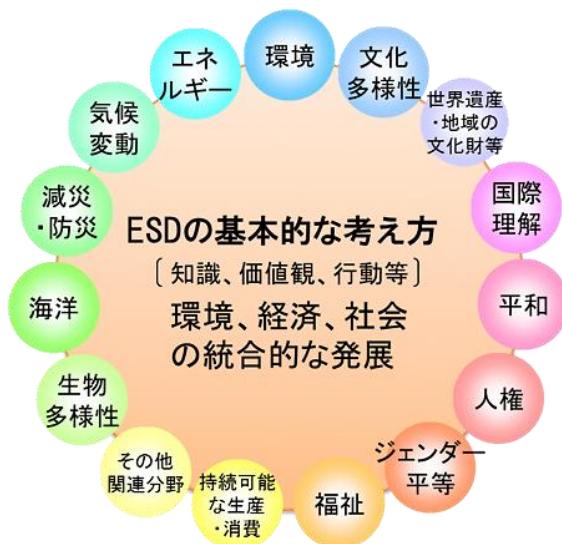 環境
文化
多様性
世界遺産
・地域の
文化財等
国際
理解
平和
人権
ジェンダー
平等
福祉
持続可能
な生産
・消費
その他
関連分野
生物
多様性
海洋
減災
・防災
気候
変動
エネ
ルギー
ESDの基本的な考え方
〔知識、価値観、行動等〕
環境、経済、社会
の統合的な発展